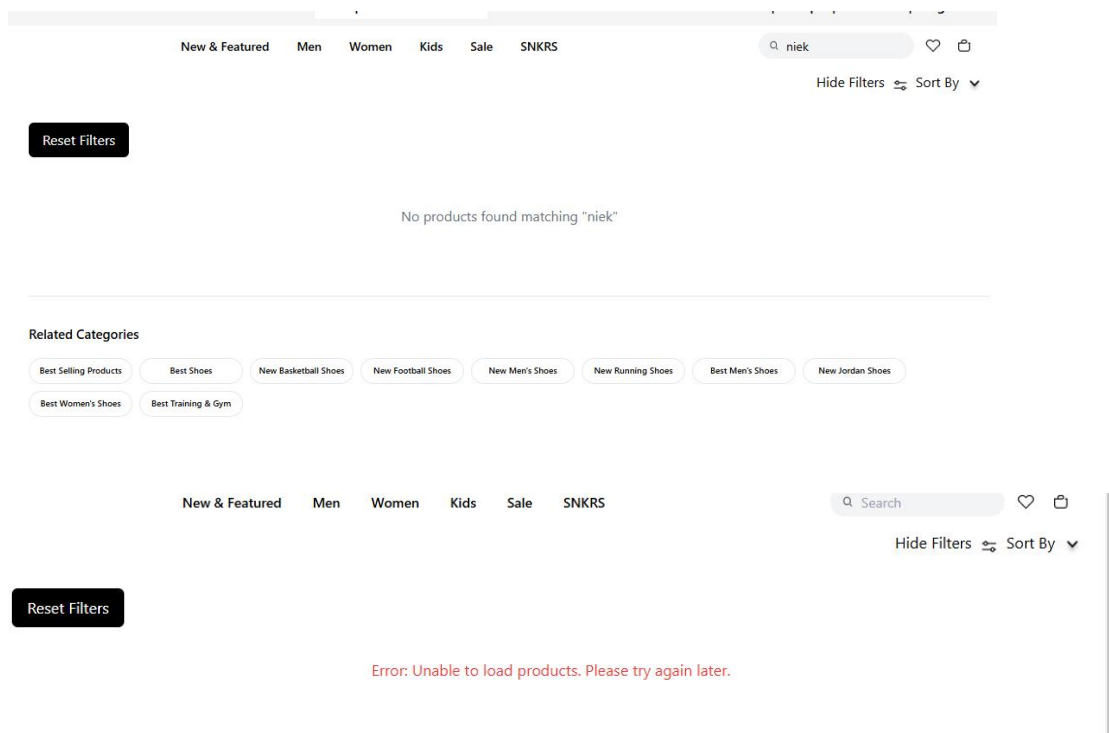 New & Featured Men Women Kids Sale SNKRS niek
Hide Filters Sort By
Reset Filters
No products found matching "niek"
Related Categories
Best Selling Products Best Shoes New Basketball Shoes New Football Shoes New Men's Shoes New Running Shoes Best Men's Shoes New Jordan Shoes
Best Women's Shoes Best Training & Gym
New & Featured Men Women Kids Sale SNKRS Search
Hide Filters Sort By
Reset Filters
Error: Unable to load products. Please try again later.